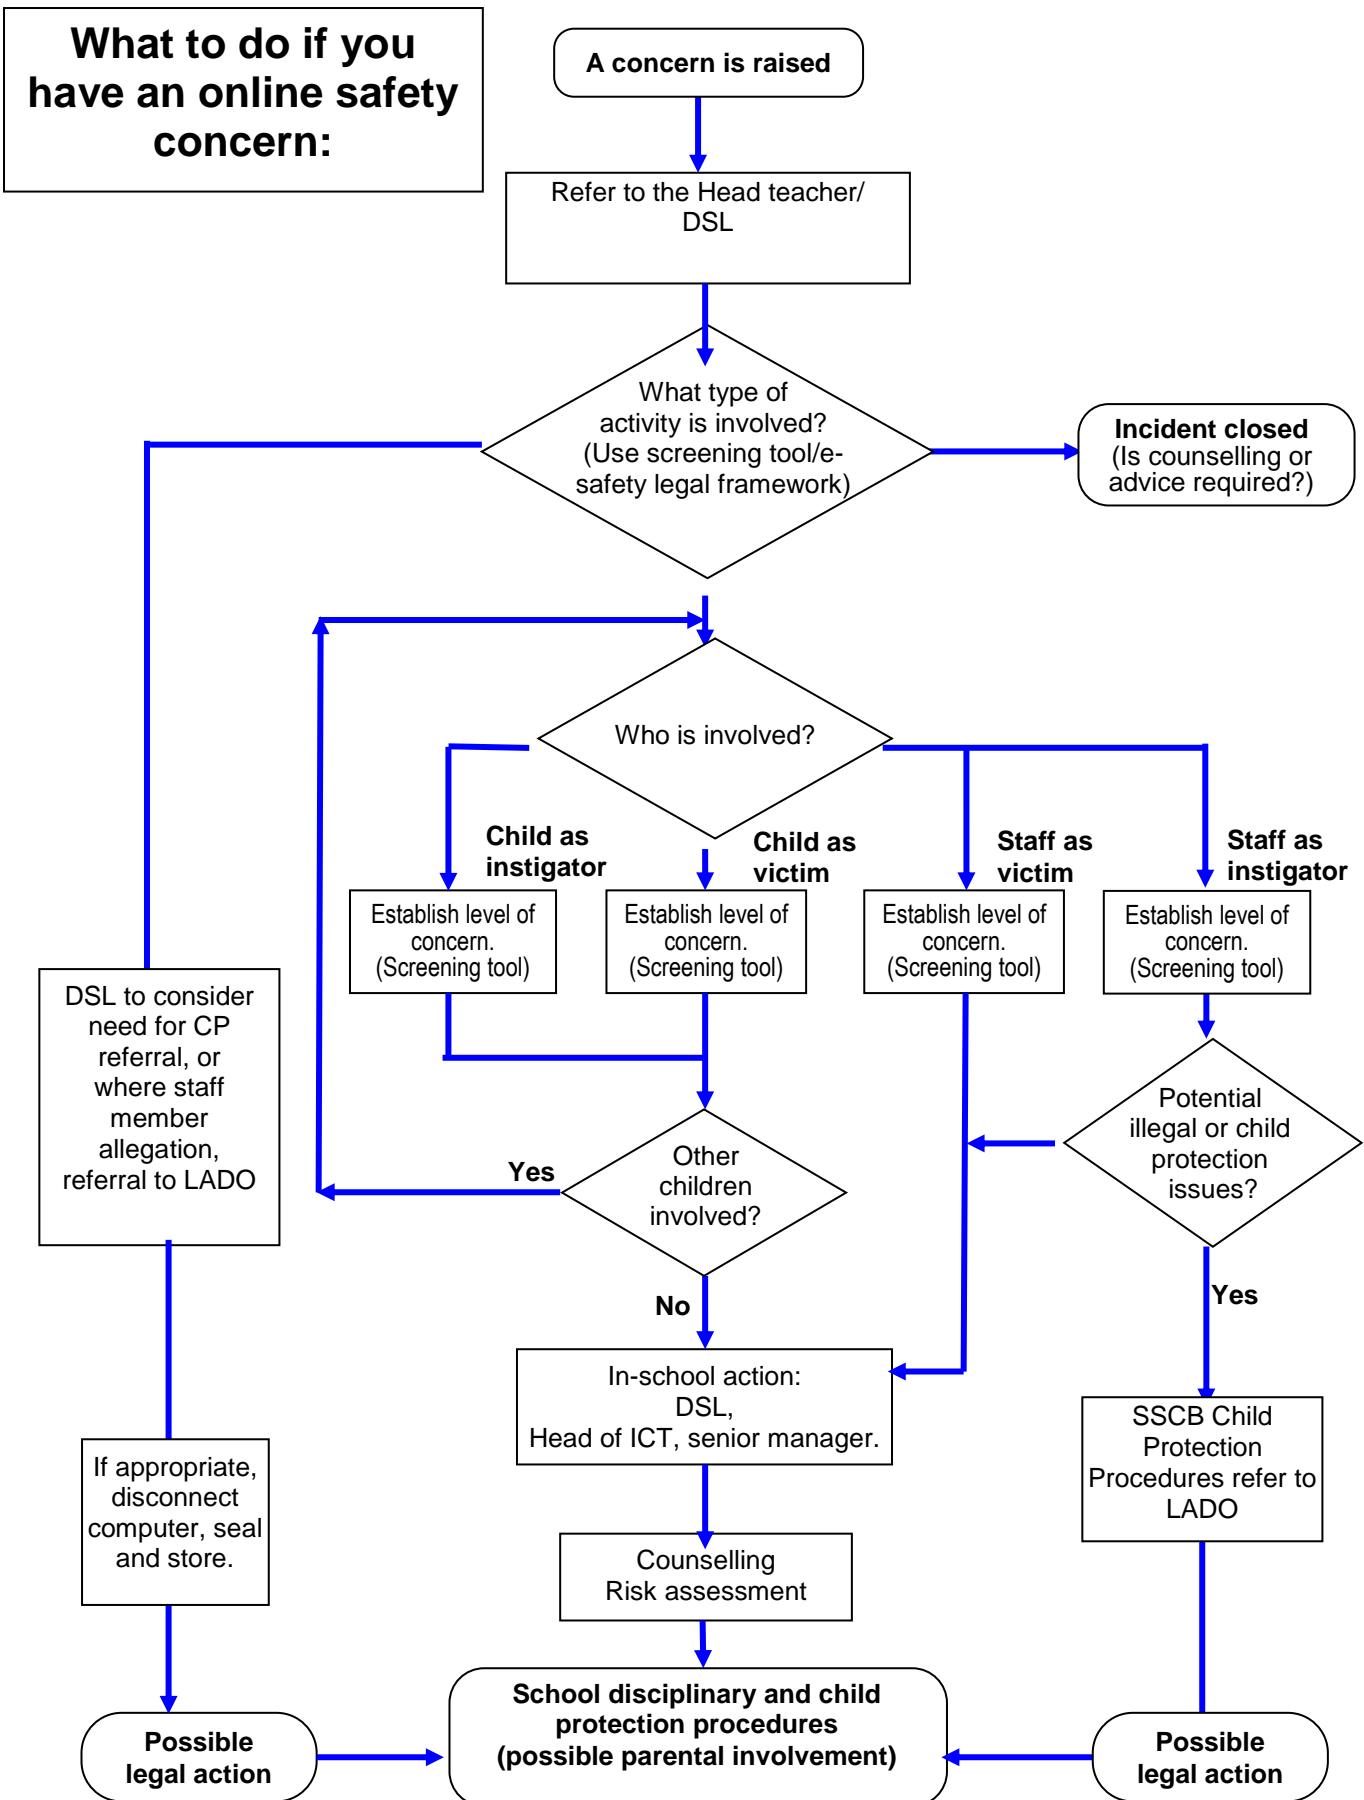 What to do if you
have an online safety
concern:
A concern is raised
Refer to the Head teacher/
DSL
What type of
activity is involved?
(Use screening tool/e-
safety legal framework)
Incident closed
(Is counselling or
advice required?)
Who is involved?
Child as
instigator
Child as
victim
Staff as
victim
Staff as
instigator
Establish level of
concern.
(Screening tool)
Establish level of
concern.
(Screening tool)
Establish level of
concern.
(Screening tool)
Establish level of
concern.
(Screening tool)
DSL to consider
need for CP
referral, or
where staff
member
allegation,
referral to LADO
Potential
illegal or child
protection
issues?
Yes
Other
children
involved?
No
Yes
In-school action:
DSL,
Head of ICT, senior manager.
SSCB Child
Protection
Procedures refer to
LADO
If appropriate,
disconnect
computer, seal
and store.
Counselling
Risk assessment
School disciplinary and child
protection procedures
(possible parental involvement)
Possible
legal action
Possible
legal action